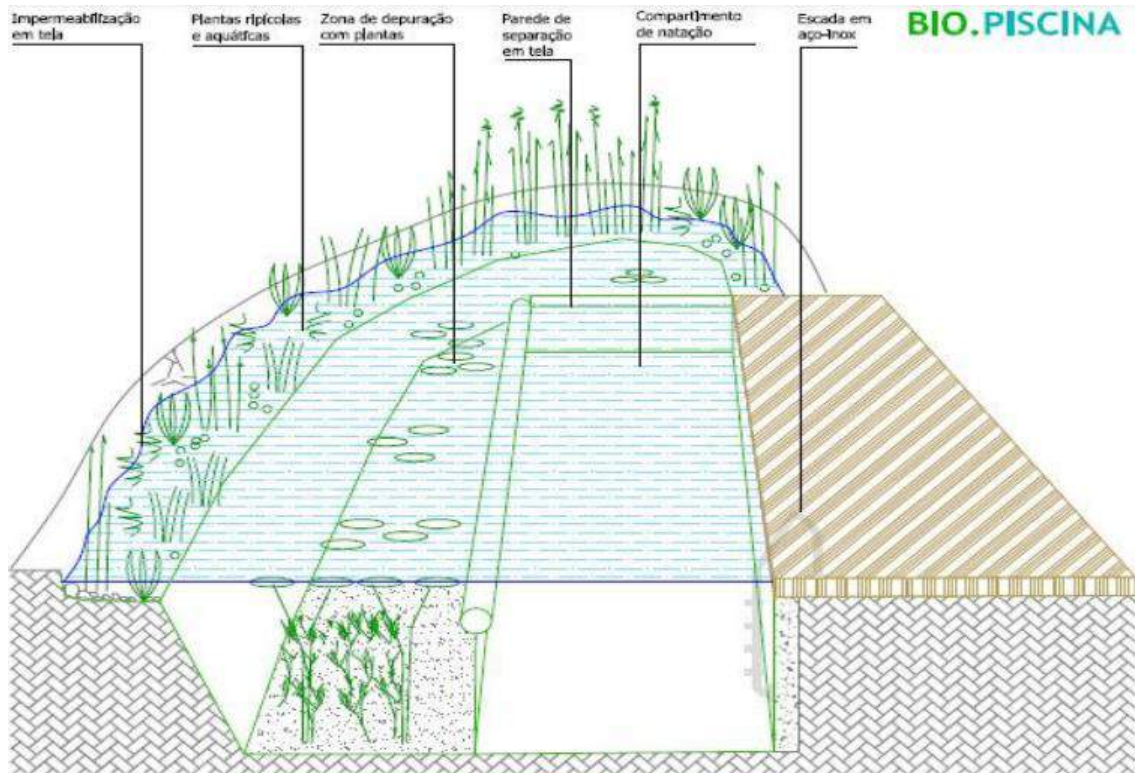 Impermeabilização
em tela
Plantas ripícolas
e aquáticas
Zona de depuração
com plantas
Parede de
separação
em tela
Compartimento
de natação
Escada em
aço-inox
BIO.PISCINA